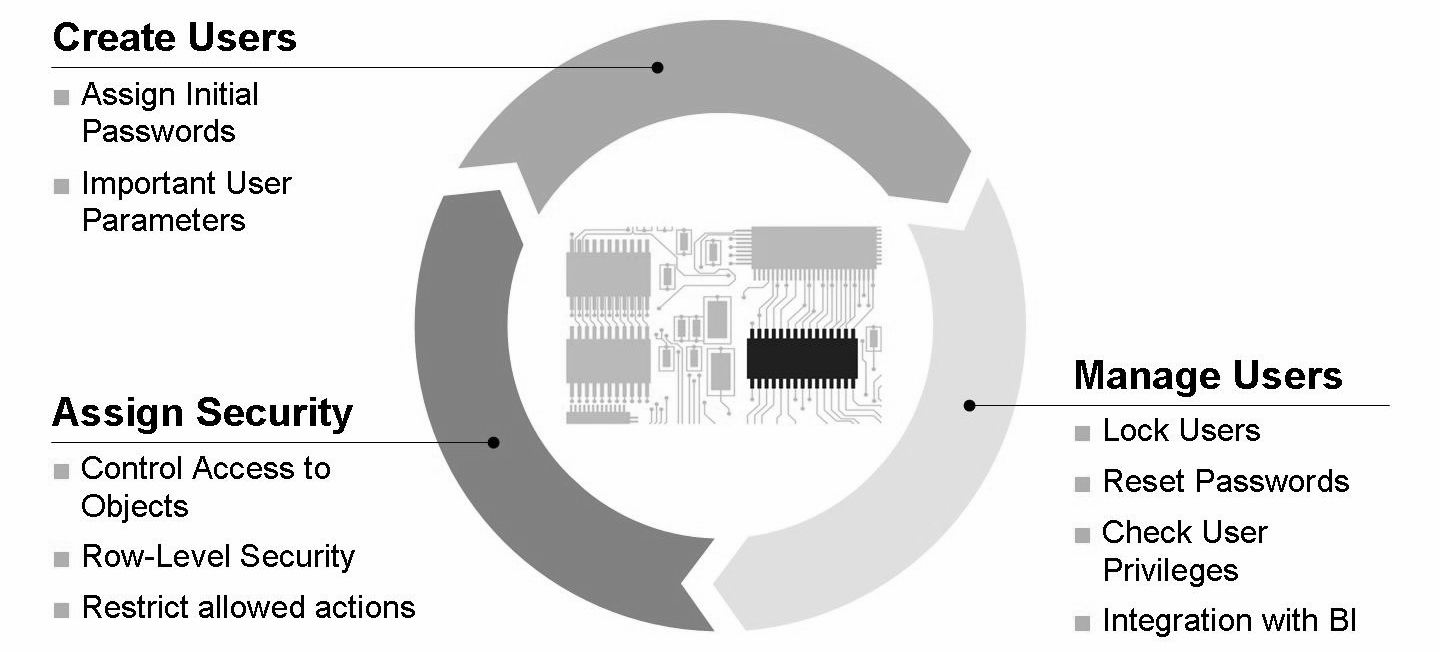 Create Users
Assign Initial
Passwords
Important User
Parameters
Assign Security
Control Access to
Objects
Row-Level Security
Restrict allowed actions
Manage Users
Lock Users
Reset Passwords
Check User
Privileges
Integration with BI